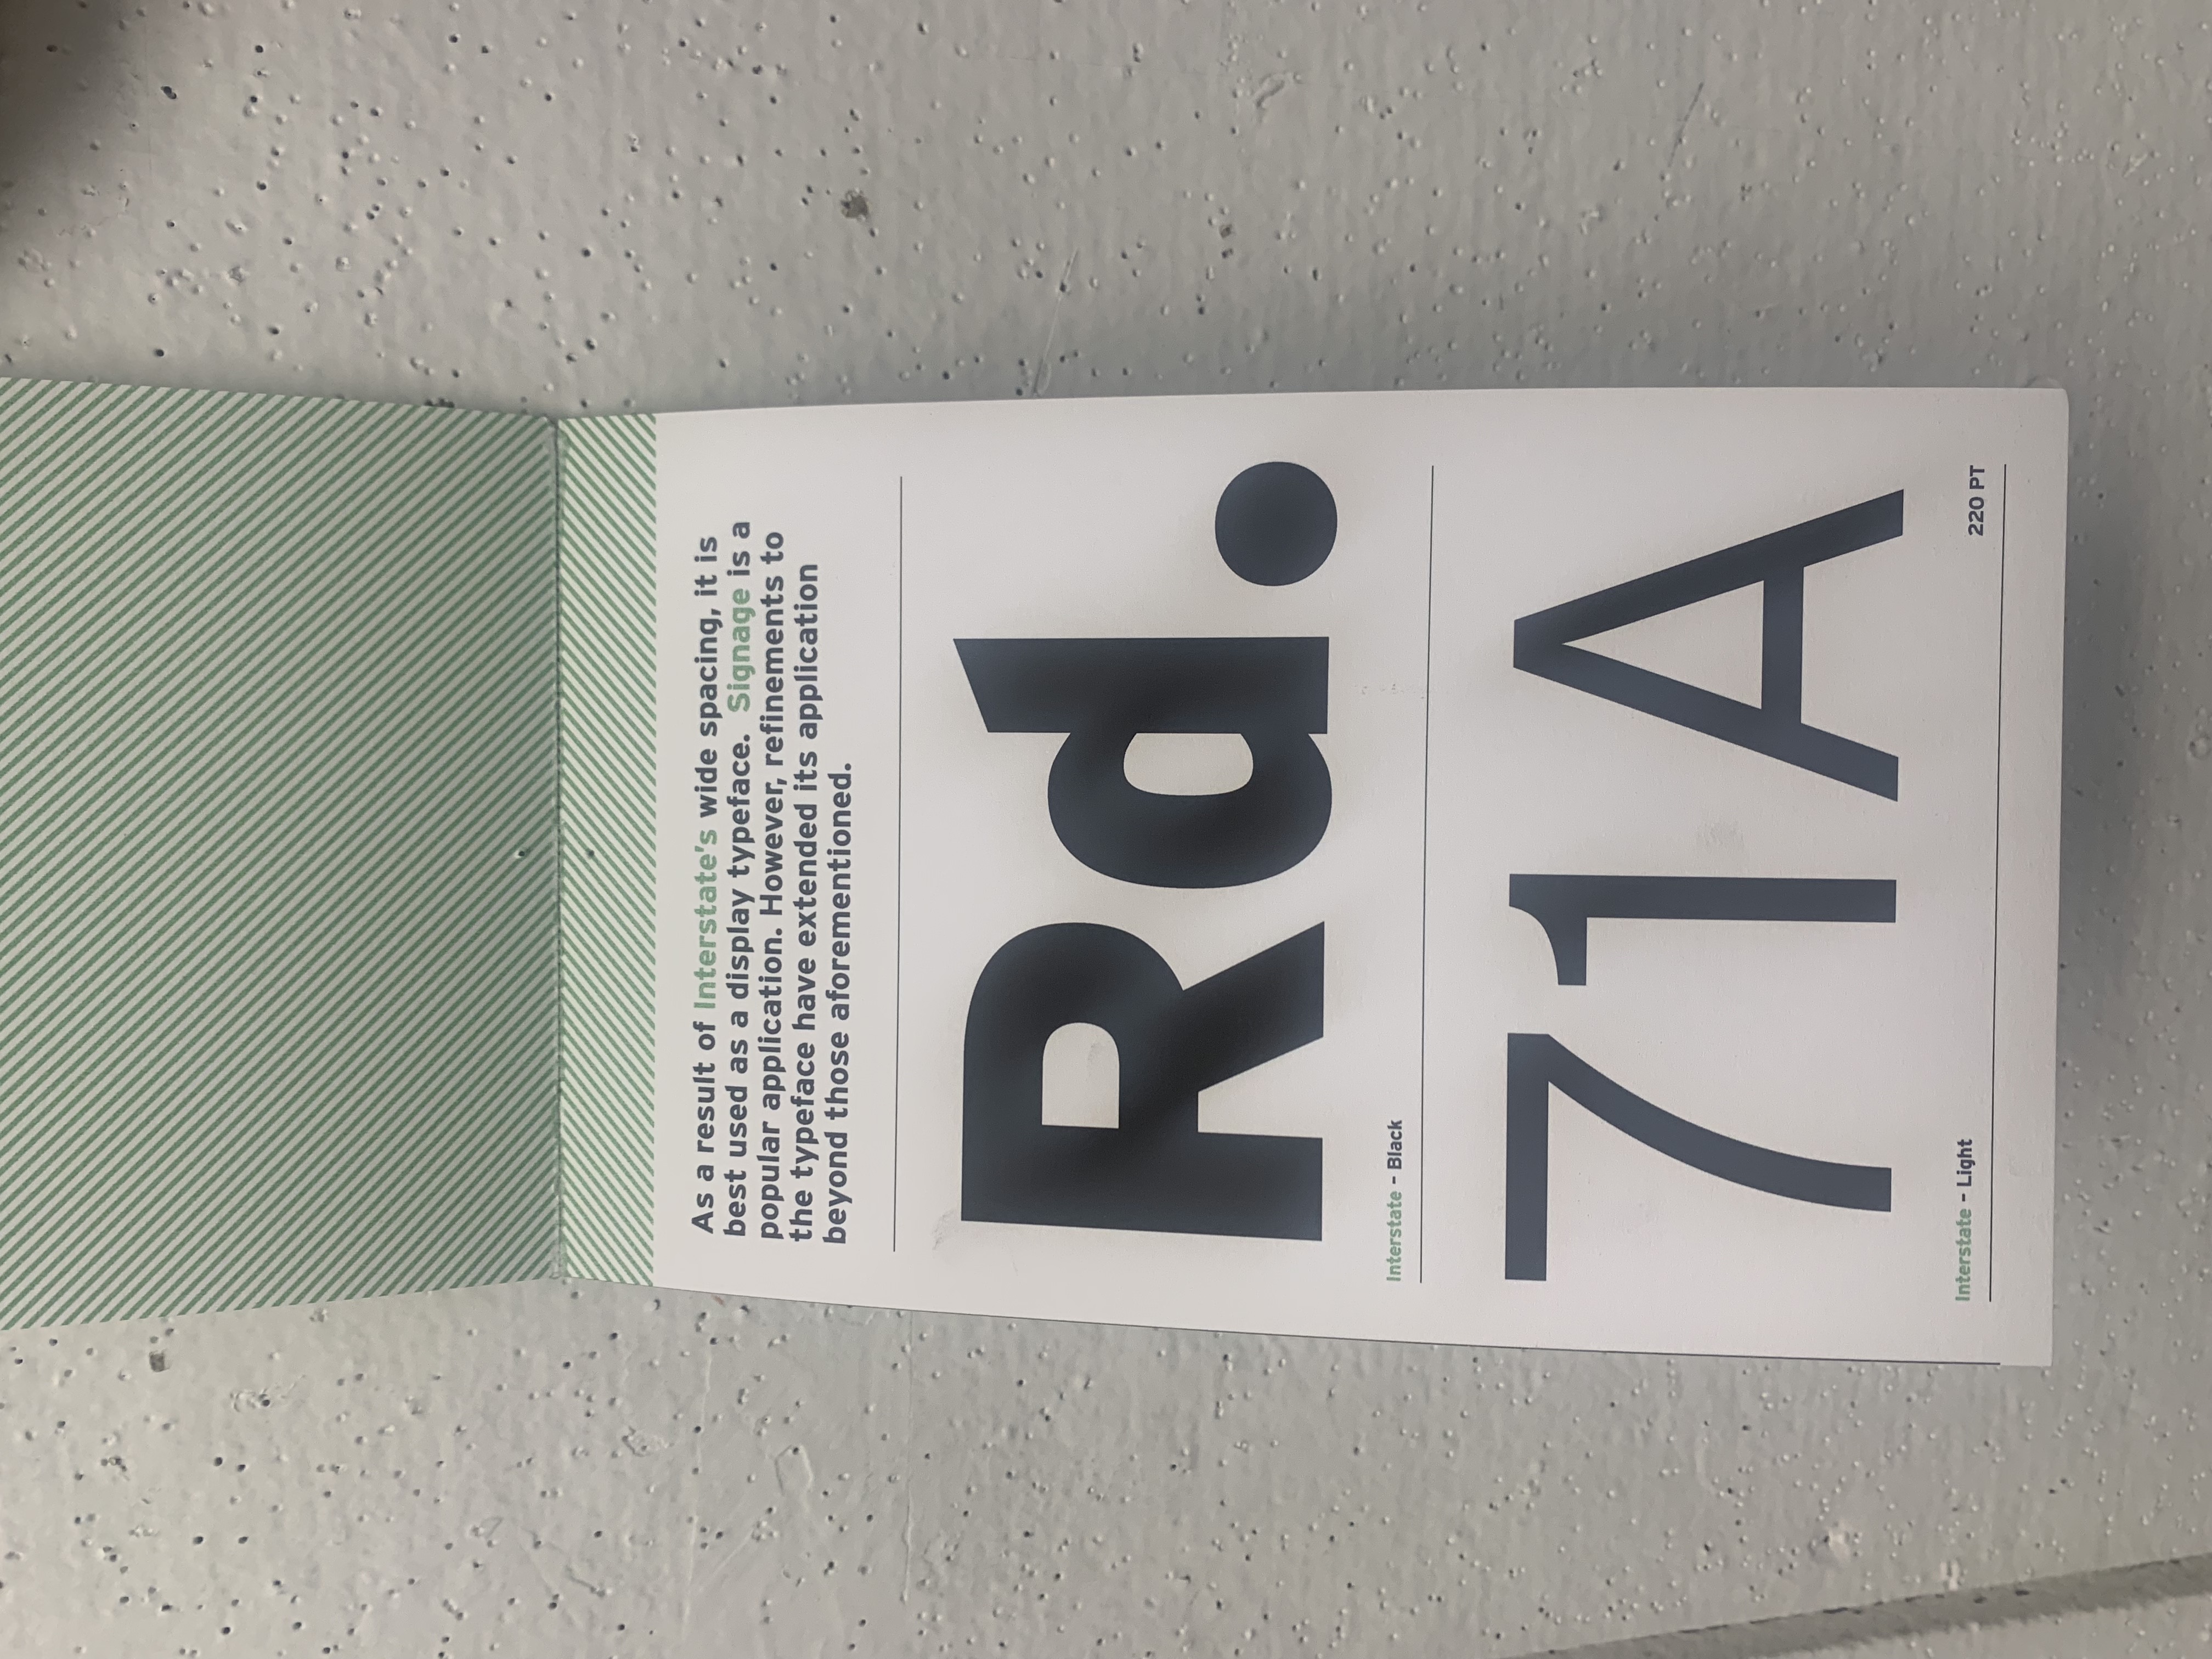 As a result of Interstate's wide spacing, it is
best used as a display typeface.  Signage is a
popular application. However, refinements to
the typeface have extended its application
beyond those aforementioned.
Rd.
Interstate - Black
71A
Interstate - Light
220 PT